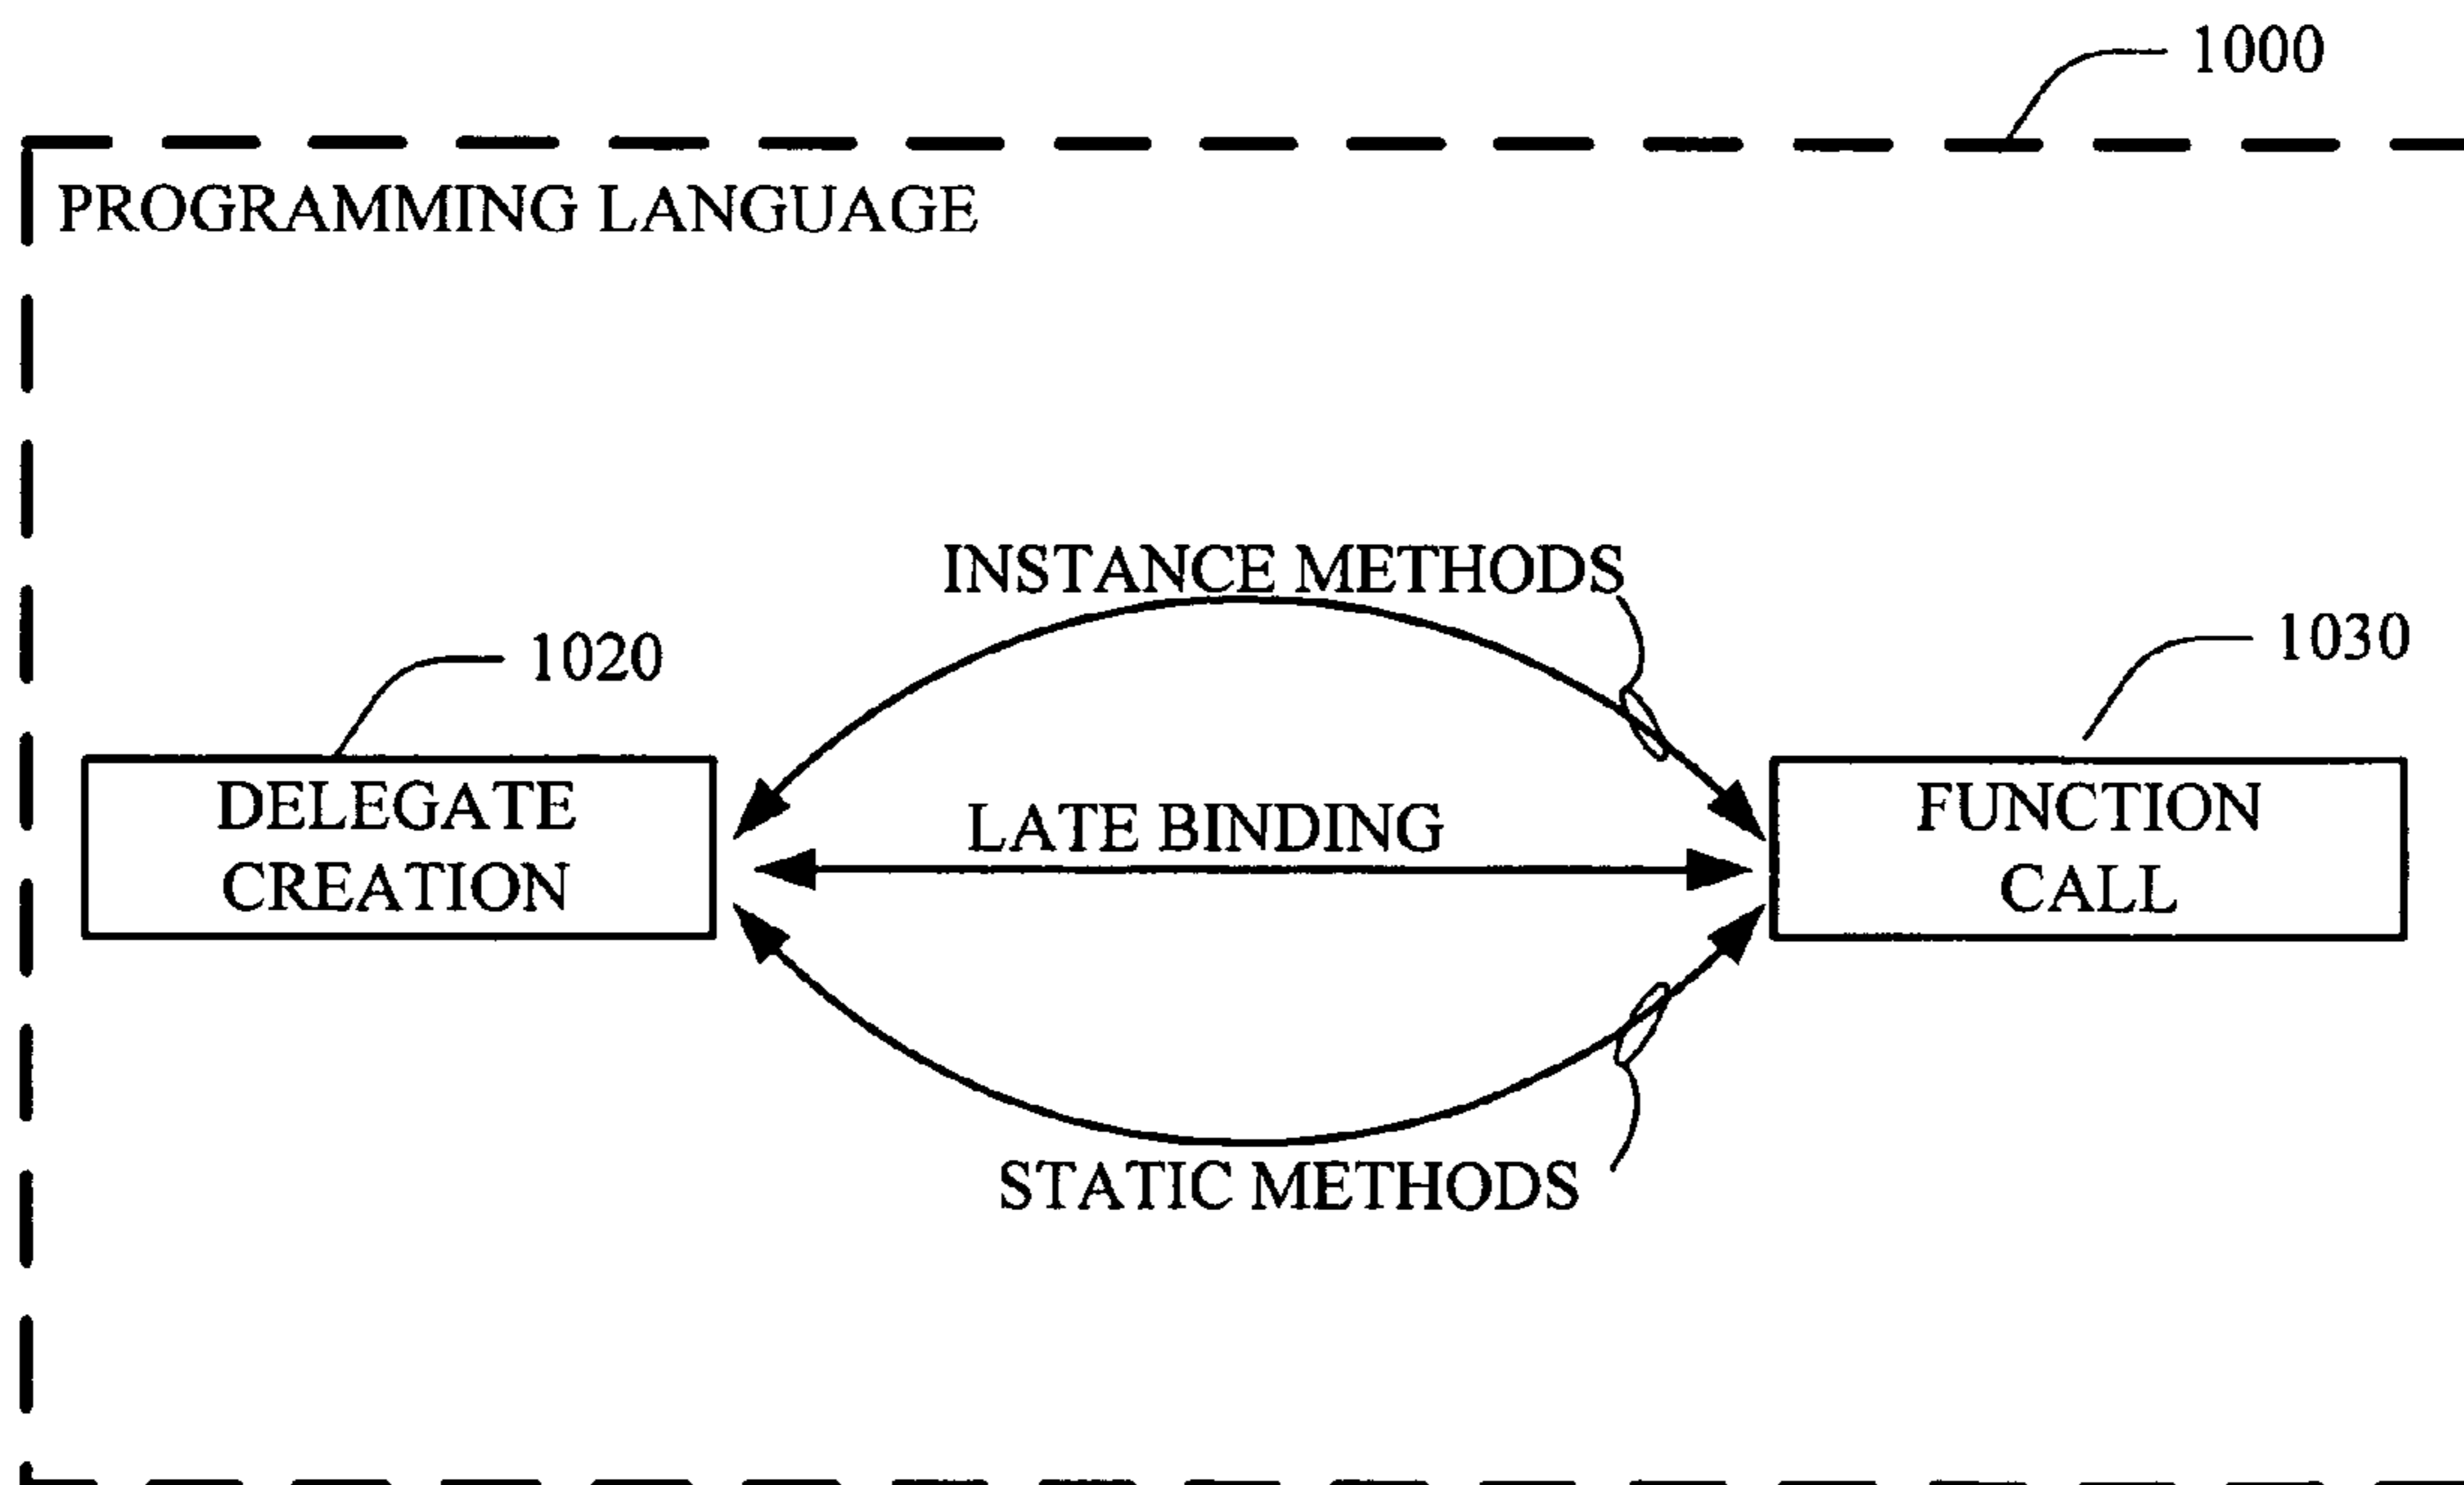 1000
PROGRAMMING LANGUAGE
INSTANCE METHODS
1020
1030
DELEGATE
CREATION
LATE BINDING
FUNCTION
CALL
STATIC METHODS